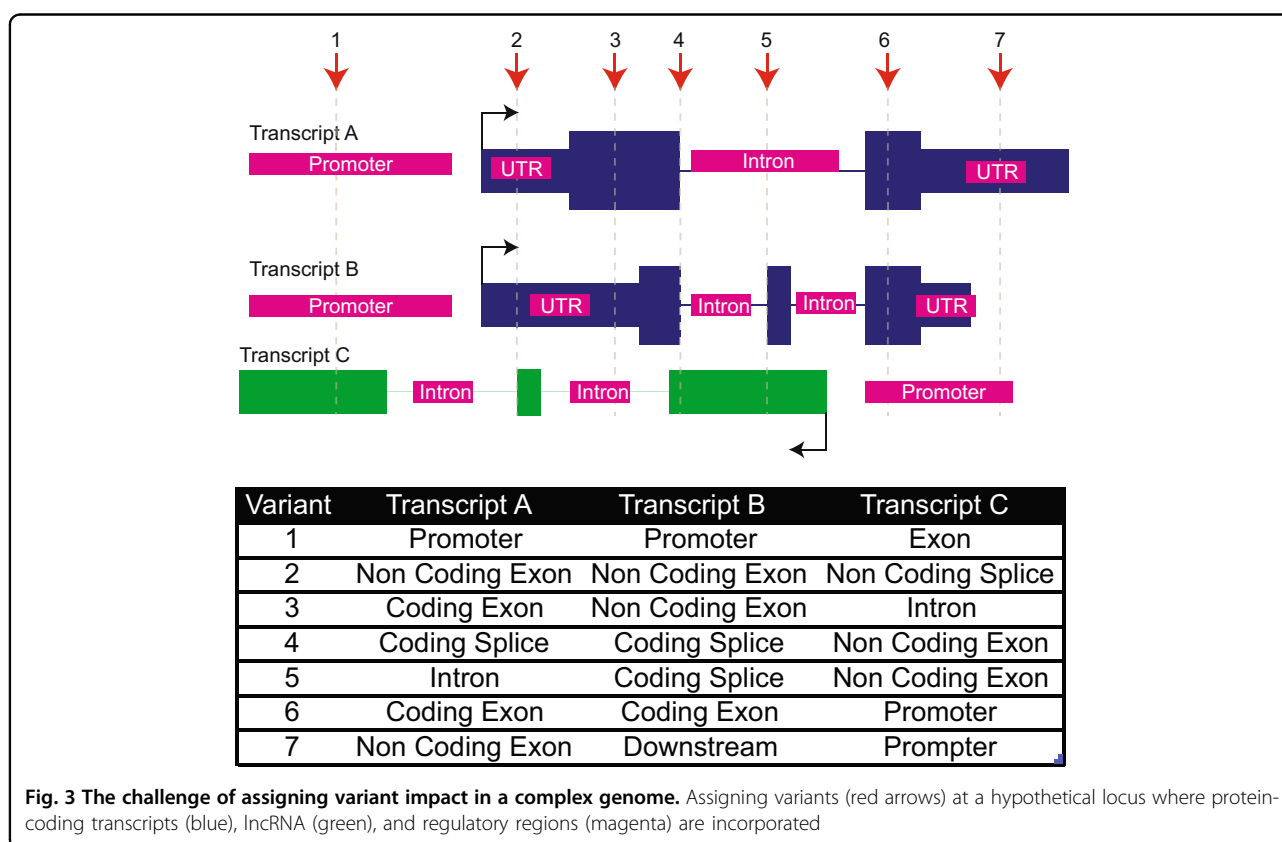 1 2 3 4 5 6 7
Transcript A
Promoter UTR Intron UTR
Transcript B
Promoter UTR Intron Intron UTR
Transcript C
Intron Intron Promoter
Variant Transcript A Transcript B Transcript C
1 Promoter Promoter Exon
2 Non Coding Exon Non Coding Exon Non Coding Splice
3 Coding Exon Non Coding Exon Intron
4 Coding Splice Coding Splice Non Coding Exon
5 Intron Coding Splice Non Coding Exon
6 Coding Exon Coding Exon Promoter
7 Non Coding Exon Downstream Prompter
Fig. 3 The challenge of assigning variant impact in a complex genome. Assigning variants (red arrows) at a hypothetical locus where protein-
coding transcripts (blue), lncRNA (green), and regulatory regions (magenta) are incorporated